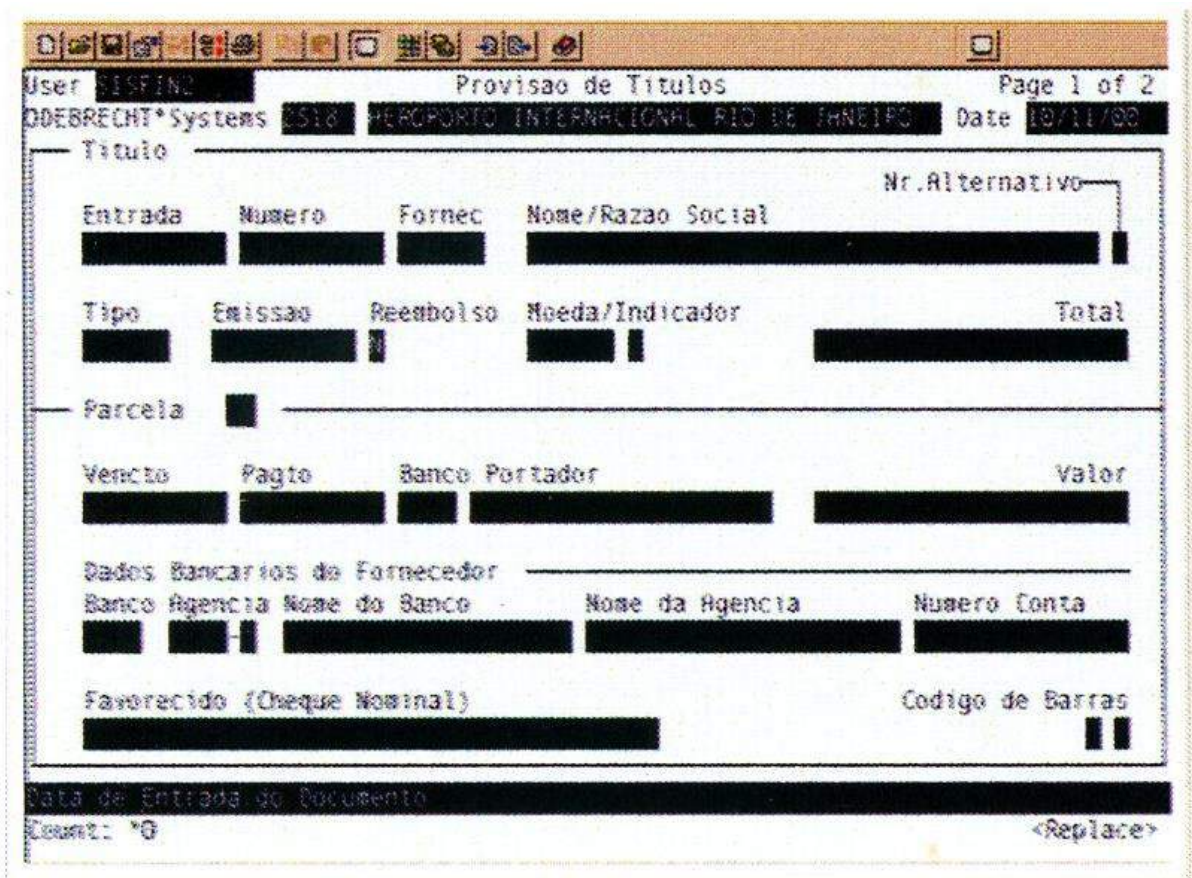 User SISFIN2 Provisao de Titulos Page 1 of 2
ODEBRECHT*Systems CS18 AEROPORTO INTERNACIONAL RIO DE JANEIRO Date 10/11/00
Titulo
Nr.Alternativo
Entrada Numero Fornec Nome/Razao Social
Tipo Emissao Reembolso Moeda/Indicador Total
N
Parcela
Vencto Pagto Banco Portador Valor
Dados Bancarios do Fornecedor
Banco Agencia Nome do Banco Nome da Agencia Numero Conta
-
Favorecido (Cheque Nominal) Codigo de Barras
Data de Entrada do Documento
Count: *0 <Replace>